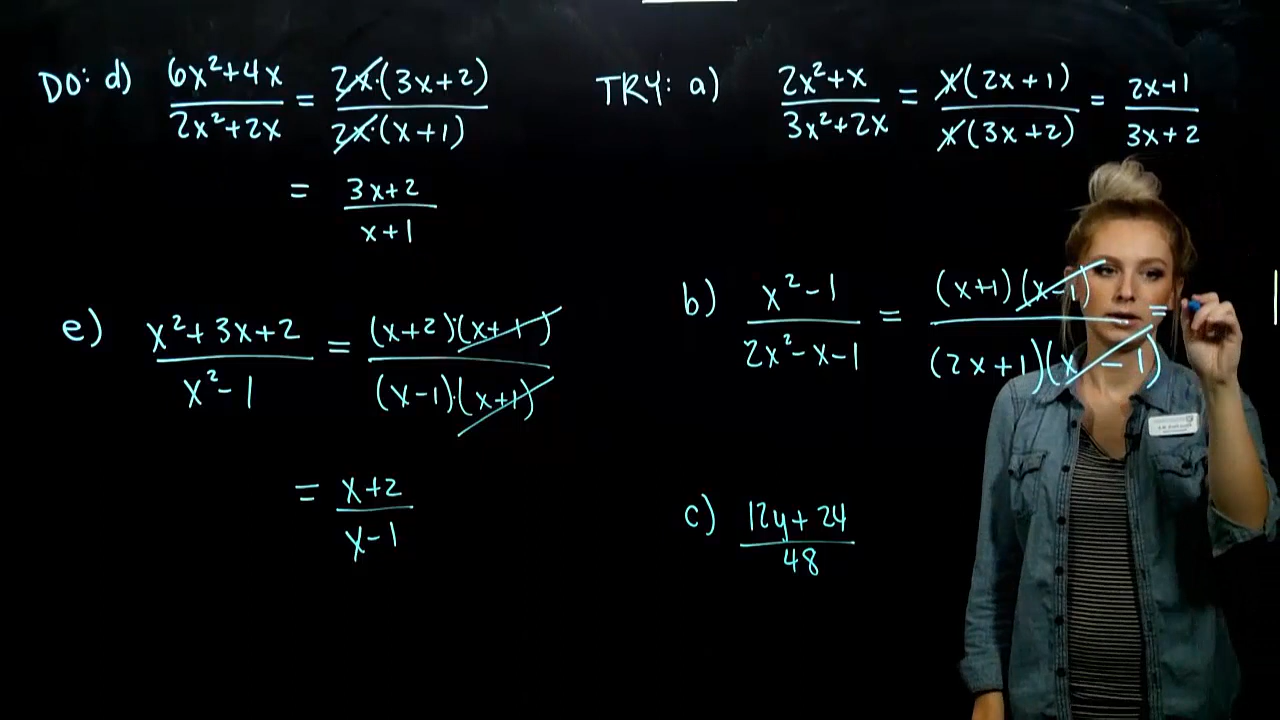 DO: d) 6x²+4x / 2x²+2x = 2x·(3x+2) / 2x·(x+1)
= 3x+2 / x+1
e) x²+3x+2 / x²-1 = (x+2)·(x+1) / (x-1)·(x+1)
= x+2 / x-1
TRY: a) 2x²+x / 3x²+2x = x(2x+1) / x(3x+2) = 2x+1 / 3x+2
b) x²-1 / 2x²-x-1 = (x+1)(x-1) / (2x+1)(x-1) =
c) 12y+24 / 48